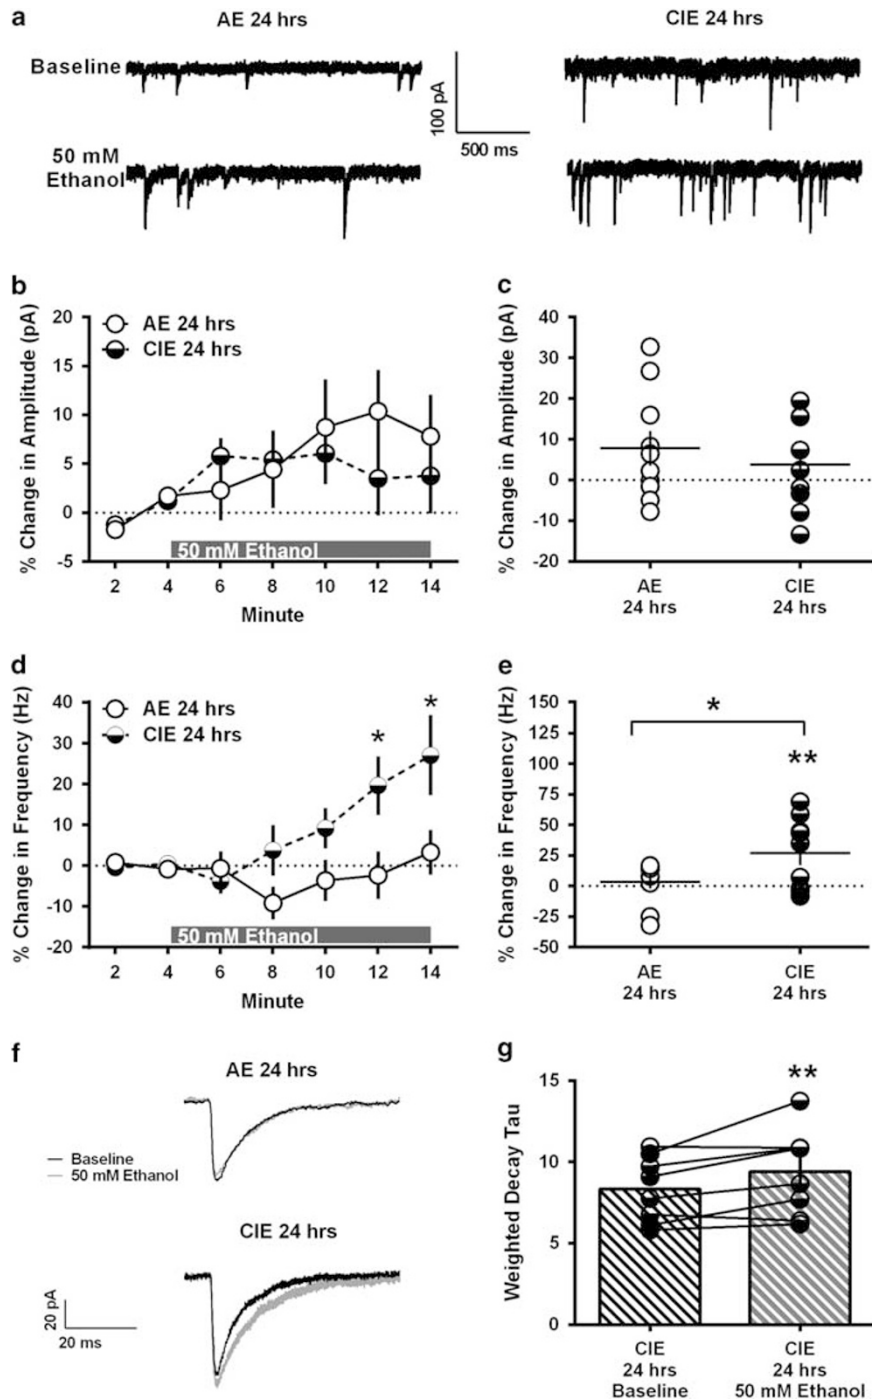 a
AE 24 hrs
CIE 24 hrs
Baseline
100 pA
500 ms
50 mM
Ethanol
b
% Change in Amplitude (pA)
20
15
10
5
0
-5
AE 24 hrs
CIE 24 hrs
50 mM Ethanol
2 4 6 8 10 12 14
Minute
c
% Change in Amplitude (pA)
40
30
20
10
0
-10
-20
AE
24 hrs
CIE
24 hrs
d
% Change in Frequency (Hz)
40
30
20
10
0
-10
-20
AE 24 hrs
CIE 24 hrs
*
*
50 mM Ethanol
2 4 6 8 10 12 14
Minute
e
% Change in Frequency (Hz)
150
125
100
75
50
25
0
-25
-50
*
**
AE
24 hrs
CIE
24 hrs
f
AE 24 hrs
Baseline
50 mM Ethanol
CIE 24 hrs
20 pA
20 ms
g
Weighted Decay Tau
15
10
5
0
**
CIE
24 hrs
Baseline
CIE
24 hrs
50 mM Ethanol